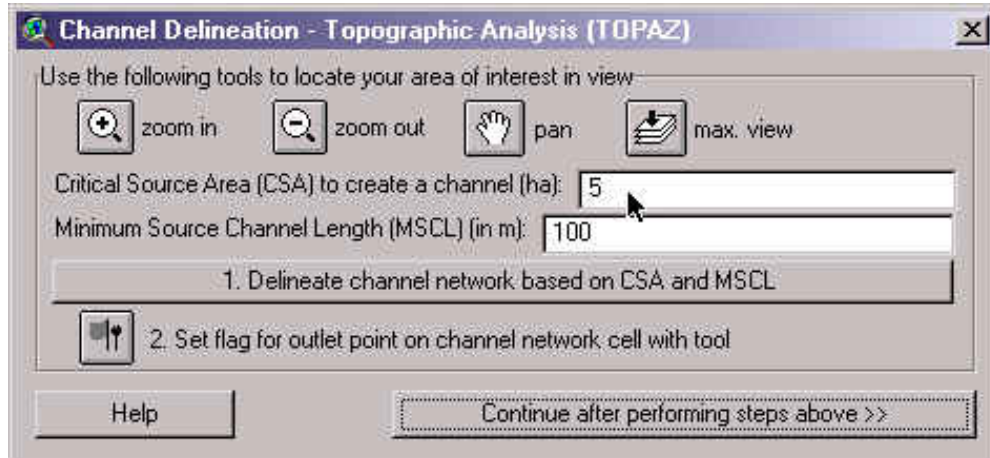 Channel Delineation - Topographic Analysis (TOPAZ)
Use the following tools to locate your area of interest in view
zoom in zoom out pan max. view
Critical Source Area (CSA) to create a channel (ha): 5
Minimum Source Channel Length (MSCL) (in m): 100
1. Delineate channel network based on CSA and MSCL
2. Set flag for outlet point on channel network cell with tool
Help Continue after performing steps above >>